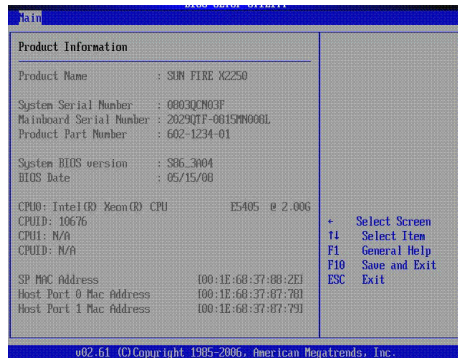 BIOS SETUP UTILITY
Main
Product Information
Product Name : SUN FIRE X2250
System Serial Number : 0803QCN03F
Mainboard Serial Number : 2029QTF-0815MN008L
Product Part Number : 602-1234-01
System BIOS version : S86_3A04
BIOS Date : 05/15/08
CPU0: Intel(R) Xeon(R) CPU E5405 @ 2.00G
CPUID: 10676
CPU1: N/A
CPUID: N/A
SP MAC Address [00:1E:68:37:88:2E]
Host Port 0 Mac Address [00:1E:68:37:87:78]
Host Port 1 Mac Address [00:1E:68:37:87:79]
← Select Screen
↑↓ Select Item
F1 General Help
F10 Save and Exit
ESC Exit
v02.61 (C)Copyright 1985-2006, American Megatrends, Inc.